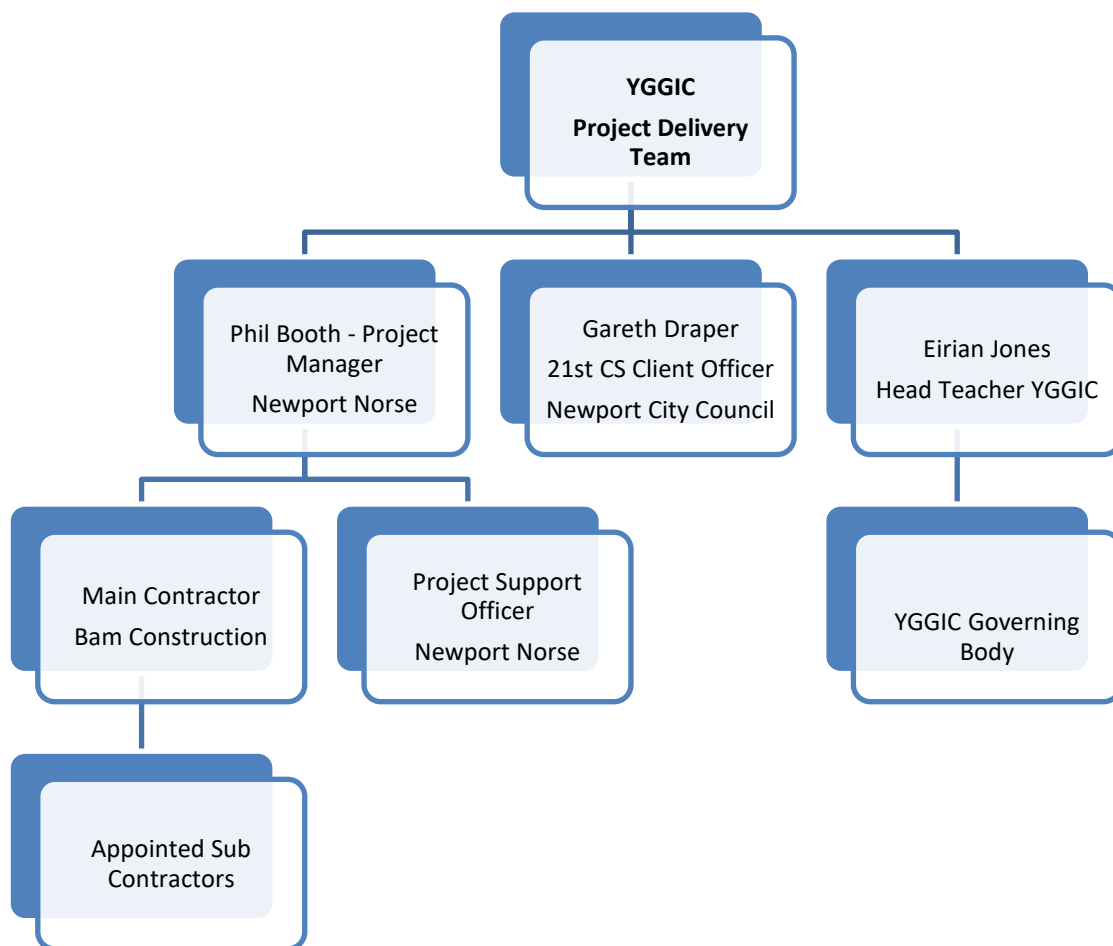 YGGIC
Project Delivery
Team
Phil Booth - Project
Manager
Newport Norse
Gareth Draper
21st CS Client Officer
Newport City Council
Eirian Jones
Head Teacher YGGIC
Main Contractor
Bam Construction
Project Support
Officer
Newport Norse
YGGIC Governing
Body
Appointed Sub
Contractors